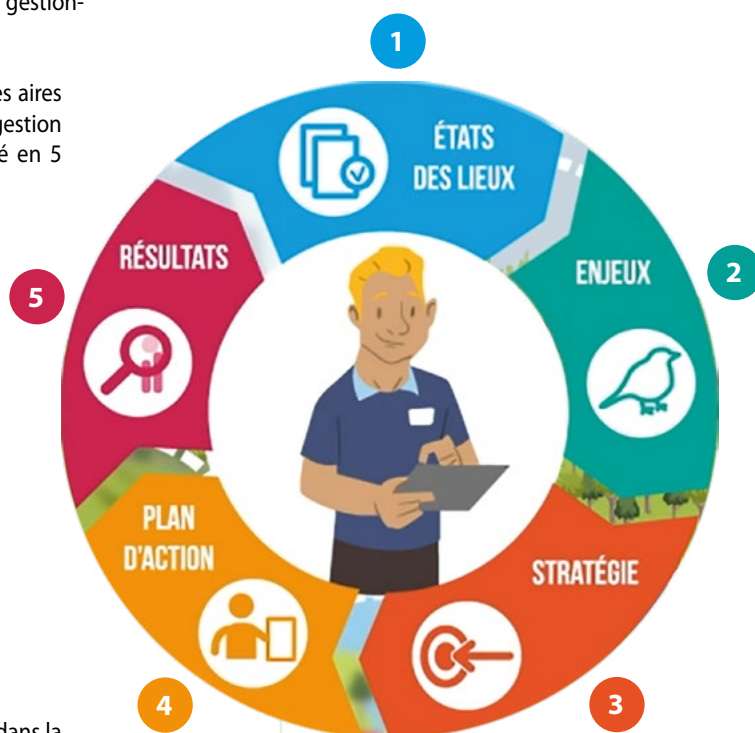 gestion-
es aires
gestion
é en 5
1
ÉTATS
DES LIEUX
2
ENJEUX
3
STRATÉGIE
4
PLAN
D'ACTION
5
RÉSULTATS
dans la